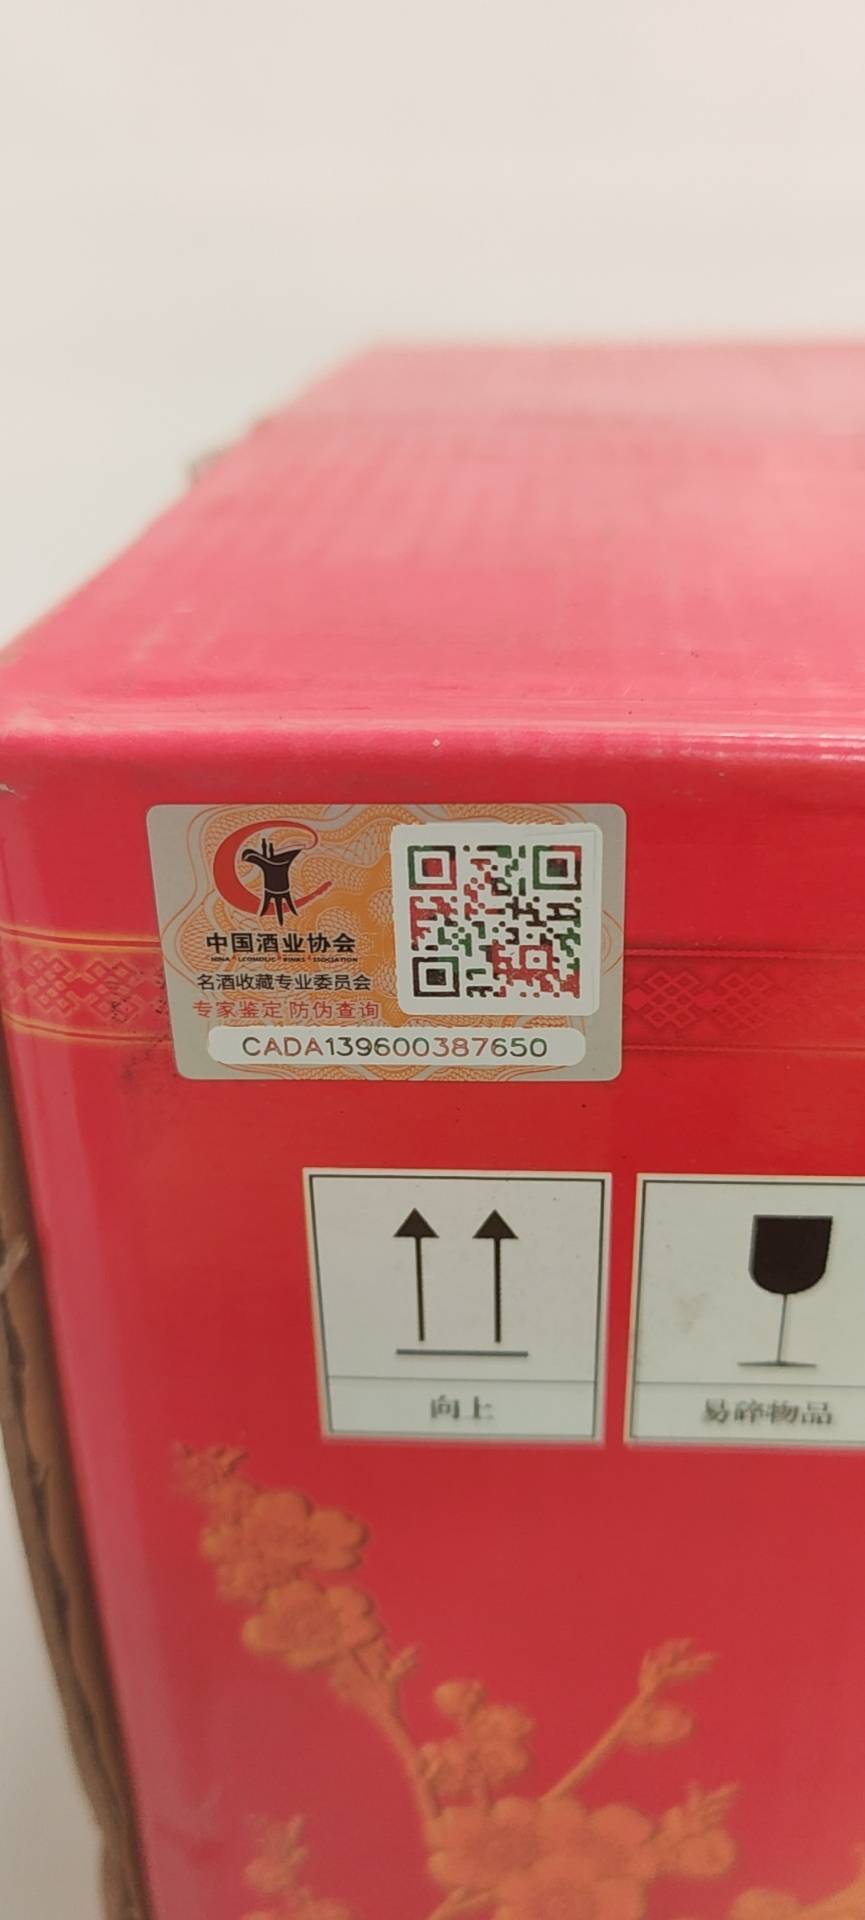 中国酒业协会
名酒收藏专业委员会
专家鉴定 防伪查询
CADA139600387650
向上
易碎物品